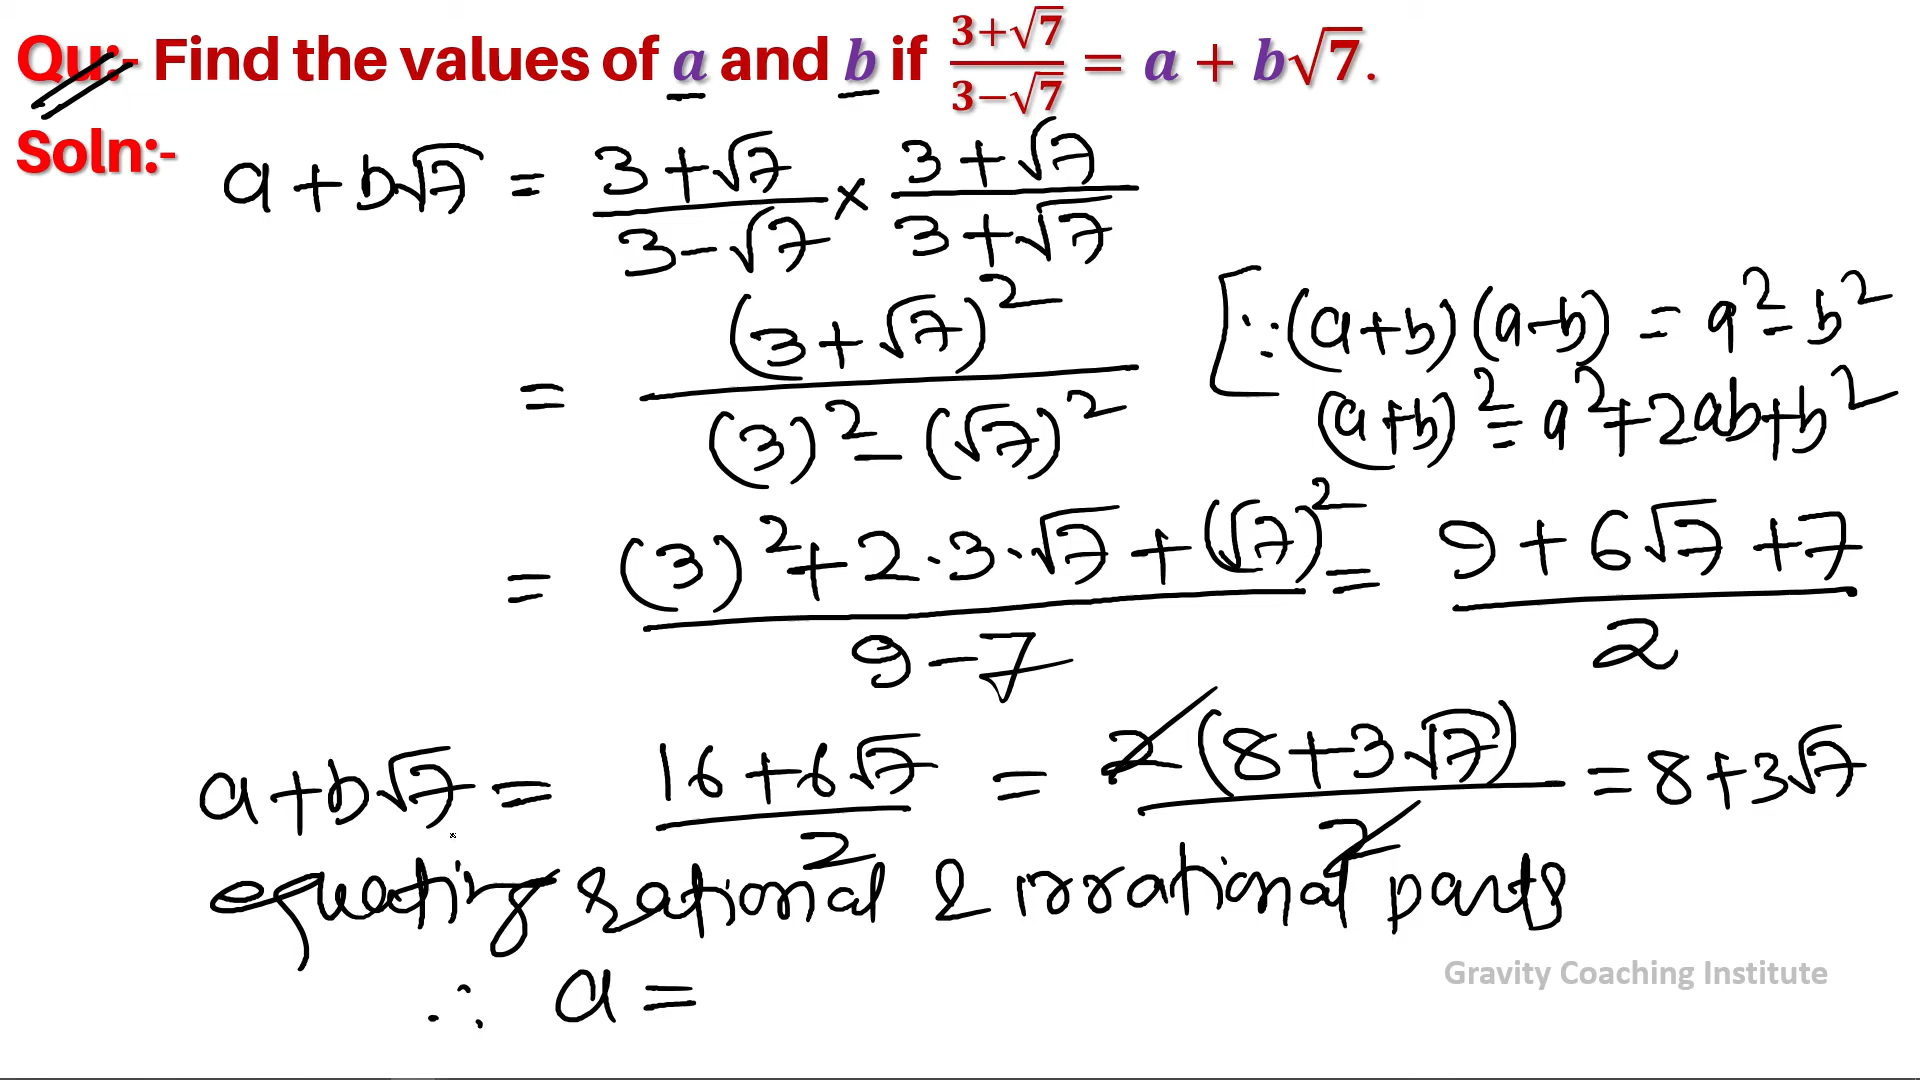 Qu:- Find the values of a and b if (3+√7)/(3−√7) = a + b√7.
Soln:- a+b√7 = (3+√7)/(3-√7) × (3+√7)/(3+√7)
= (3+√7)²/((3)²-(√7)²) [∵ (a+b)(a-b) = a²-b²
(a+b)² = a²+2ab+b²
= ((3)²+2·3·√7+(√7)²)/(9-7) = (9+6√7+7)/2
a+b√7 = (16+6√7)/2 = 2(8+3√7)/2 = 8+3√7
equating rational & irrational parts
Gravity Coaching Institute
∴ a =